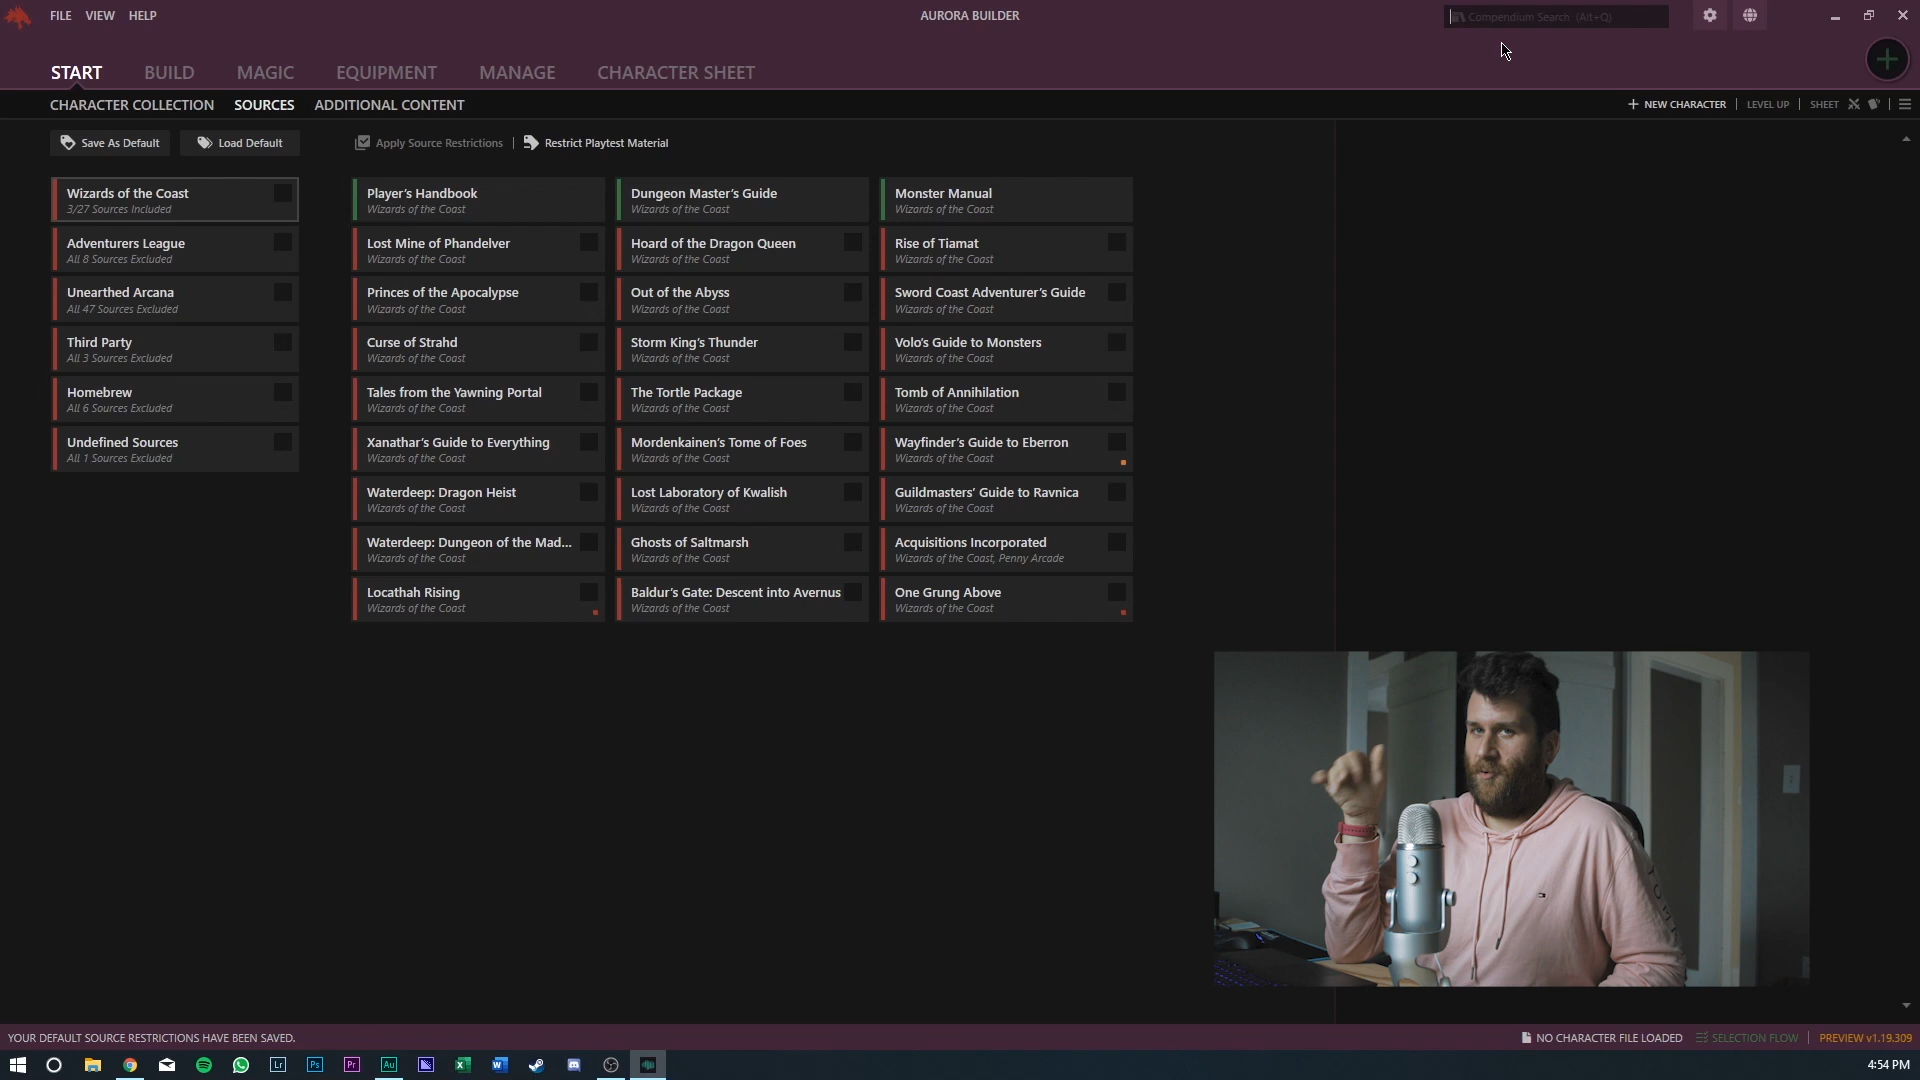 FILE VIEW HELP
AURORA BUILDER
Compendium Search (Alt+Q)
START BUILD MAGIC EQUIPMENT MANAGE CHARACTER SHEET
CHARACTER COLLECTION SOURCES ADDITIONAL CONTENT
NEW CHARACTER | LEVEL UP | SHEET
Save As Default
Load Default
Apply Source Restrictions | Restrict Playtest Material
Wizards of the Coast
3/27 Sources Included
Adventurers League
All 8 Sources Excluded
Unearthed Arcana
All 47 Sources Excluded
Third Party
All 3 Sources Excluded
Homebrew
All 6 Sources Excluded
Undefined Sources
All 1 Sources Excluded
Player's Handbook
Wizards of the Coast
Dungeon Master's Guide
Wizards of the Coast
Monster Manual
Wizards of the Coast
Lost Mine of Phandelver
Wizards of the Coast
Hoard of the Dragon Queen
Wizards of the Coast
Rise of Tiamat
Wizards of the Coast
Princes of the Apocalypse
Wizards of the Coast
Out of the Abyss
Wizards of the Coast
Sword Coast Adventurer's Guide
Wizards of the Coast
Curse of Strahd
Wizards of the Coast
Storm King's Thunder
Wizards of the Coast
Volo's Guide to Monsters
Wizards of the Coast
Tales from the Yawning Portal
Wizards of the Coast
The Tortle Package
Wizards of the Coast
Tomb of Annihilation
Wizards of the Coast
Xanathar's Guide to Everything
Wizards of the Coast
Mordenkainen's Tome of Foes
Wizards of the Coast
Wayfinder's Guide to Eberron
Wizards of the Coast
Waterdeep: Dragon Heist
Wizards of the Coast
Lost Laboratory of Kwalish
Wizards of the Coast
Guildmasters' Guide to Ravnica
Wizards of the Coast
Waterdeep: Dungeon of the Mad...
Wizards of the Coast
Ghosts of Saltmarsh
Wizards of the Coast
Acquisitions Incorporated
Wizards of the Coast, Penny Arcade
Locathah Rising
Wizards of the Coast
Baldur's Gate: Descent into Avernus
Wizards of the Coast
One Grung Above
Wizards of the Coast
YOUR DEFAULT SOURCE RESTRICTIONS HAVE BEEN SAVED.
NO CHARACTER FILE LOADED SELECTION FLOW | PREVIEW v1.19.309
Lr Ps Pr Au
4:54 PM